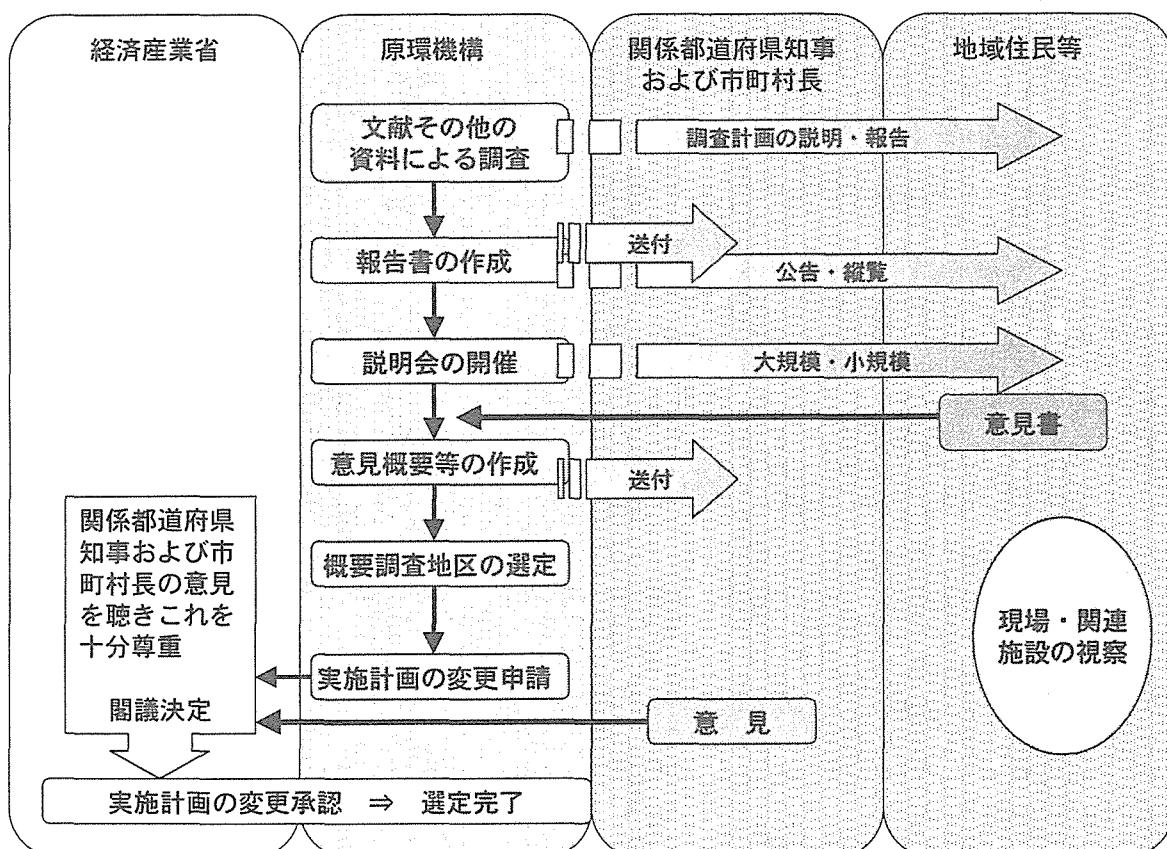 経済産業省
原環機構
関係都道府県知事
および市町村長
地域住民等
文献その他の
資料による調査
調査計画の説明・報告
報告書の作成
送付
公告・縦覧
説明会の開催
大規模・小規模
意見書
意見概要等の作成
送付
関係都道府県
知事および市
町村長の意見
を聴きこれを
十分尊重
閣議決定
概要調査地区の選定
現場・関連
施設の視察
実施計画の変更申請
意 見
実施計画の変更承認 ⇒ 選定完了